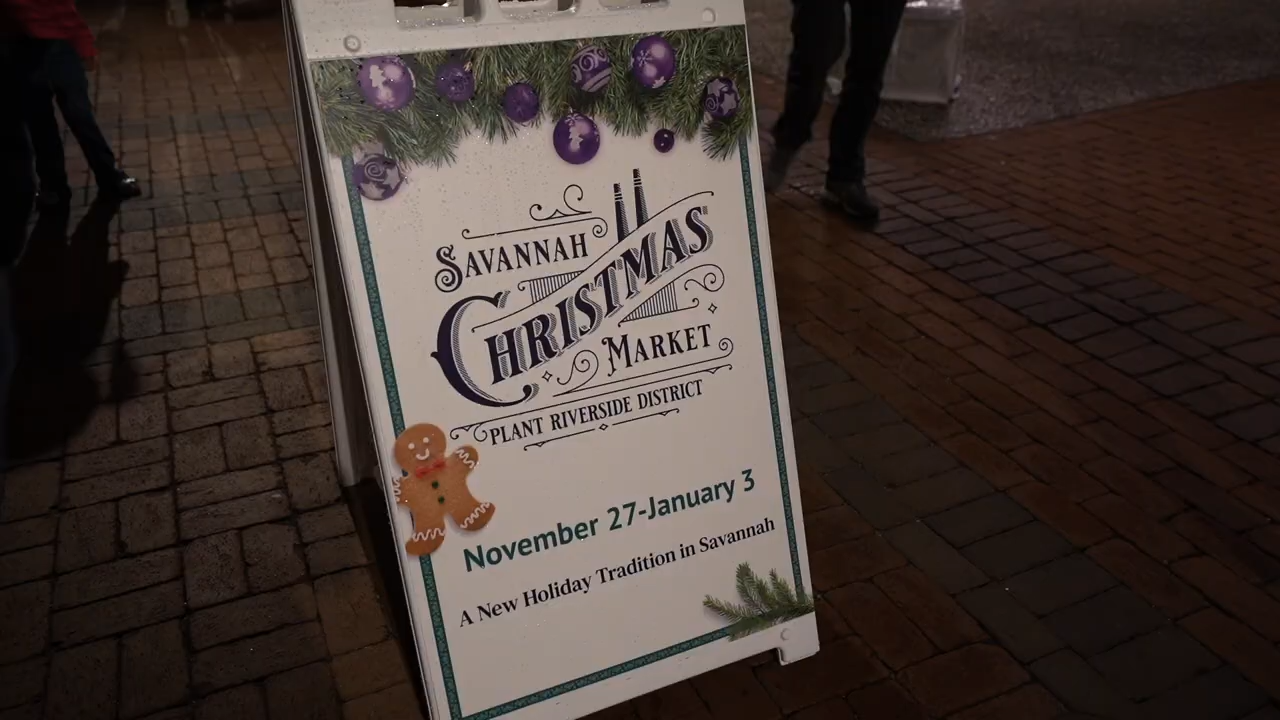 SAVANNAH
CHRISTMAS
MARKET
PLANT RIVERSIDE DISTRICT
November 27-January 3
A New Holiday Tradition in Savannah